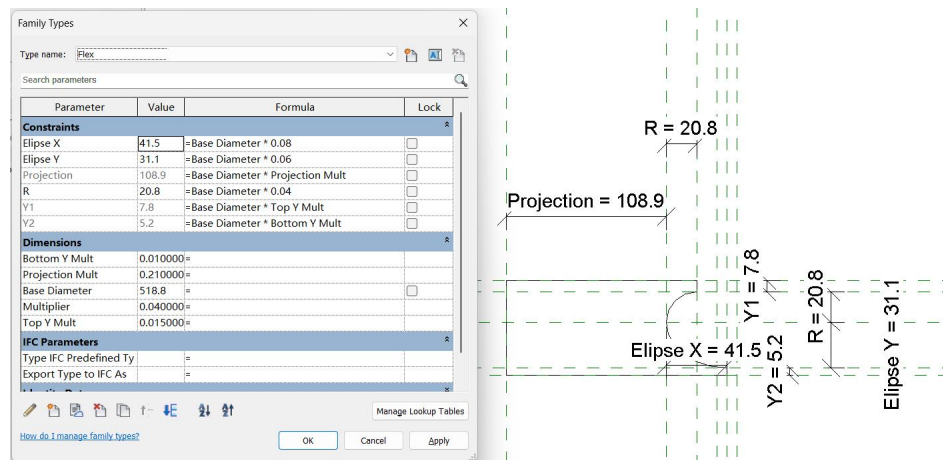 Family Types
Type name: Flex
Search parameters
Parameter Value Formula Lock
Constraints
Elipse X 41.5 =Base Diameter * 0.08
Elipse Y 31.1 =Base Diameter * 0.06
Projection 108.9 =Base Diameter * Projection Mult
R 20.8 =Base Diameter * 0.04
Y1 7.8 =Base Diameter * Top Y Mult
Y2 5.2 =Base Diameter * Bottom Y Mult
Dimensions
Bottom Y Mult 0.010000 =
Projection Mult 0.210000 =
Base Diameter 518.8 =
Multiplier 0.040000 =
Top Y Mult 0.015000 =
IFC Parameters
Type IFC Predefined Ty =
Export Type to IFC As =
Manage Lookup Tables
How do I manage family types?
OK Cancel Apply
R = 20.8
Projection = 108.9
Y1 = 7.8
R = 20.8
Elipse Y = 31.1
Elipse X = 41.5
Y2 = 5.2